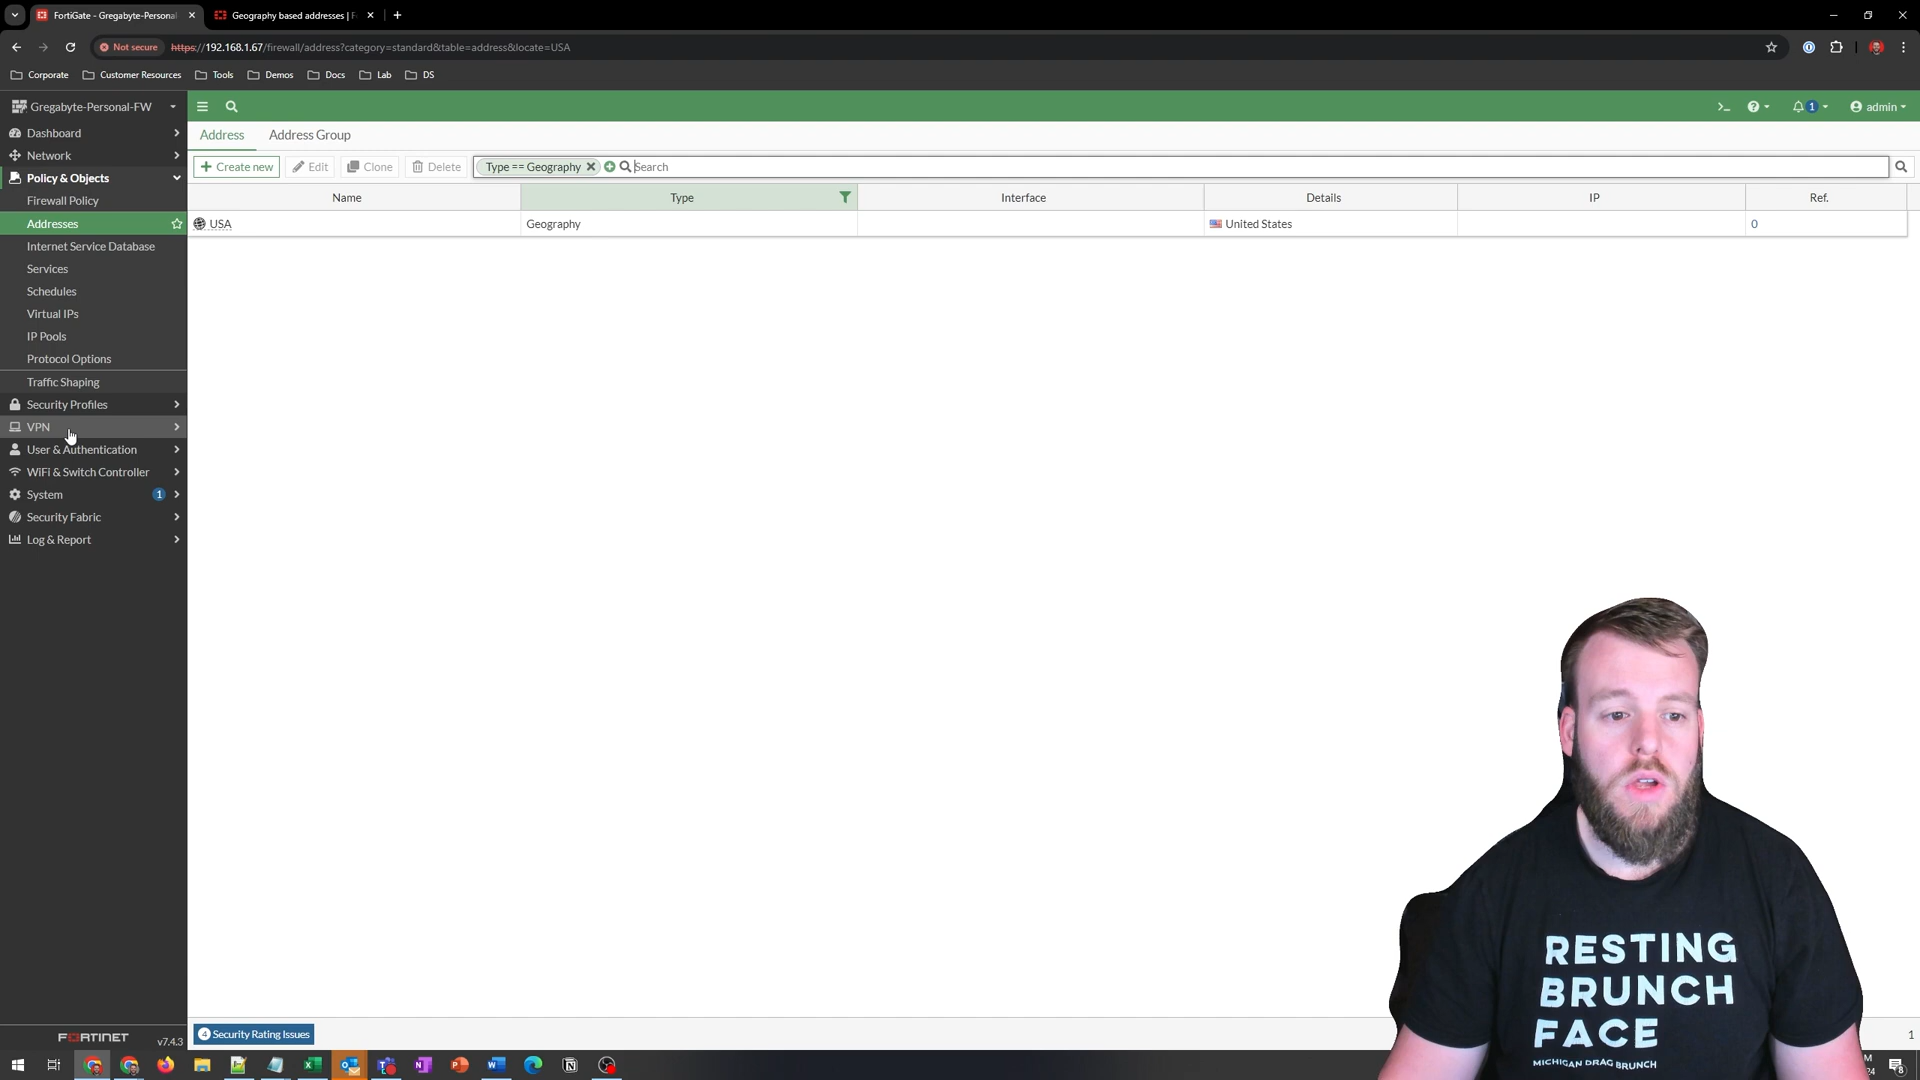 FortiGate - Gregabyte-Personal
Geography based addresses | F
Not secure
https://192.168.1.67/firewall/address?category=standard&table=address&locate=USA
Corporate
Customer Resources
Tools
Demos
Docs
Lab
DS
Gregabyte-Personal-FW
>_
1
admin
Dashboard
Network
Policy & Objects
Firewall Policy
Addresses
Internet Service Database
Services
Schedules
Virtual IPs
IP Pools
Protocol Options
Traffic Shaping
Security Profiles
VPN
User & Authentication
WiFi & Switch Controller
System 1
Security Fabric
Log & Report
FORTINET
v7.4.3
Address
Address Group
+ Create new
Edit
Clone
Delete
Type == Geography
Search
Name
Type
Interface
Details
IP
Ref.
USA
Geography
United States
0
4 Security Rating Issues
1
RESTING
BRUNCH
FACE
MICHIGAN DRAG BRUNCH
M
24
8